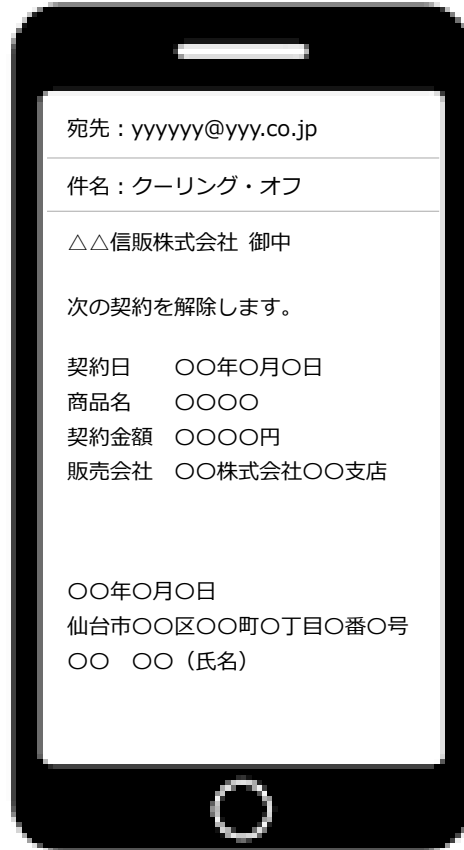 宛先：yyyyyy@yyy.co.jp
件名：クーリング・オフ
△△信販株式会社 御中
次の契約を解除します。
契約日　　〇〇年〇月〇日
商品名　　〇〇〇〇
契約金額　〇〇〇〇円
販売会社　〇〇株式会社〇〇支店
〇〇年〇月〇日
仙台市〇〇区〇〇町〇丁目〇番〇号
〇〇　〇〇（氏名）